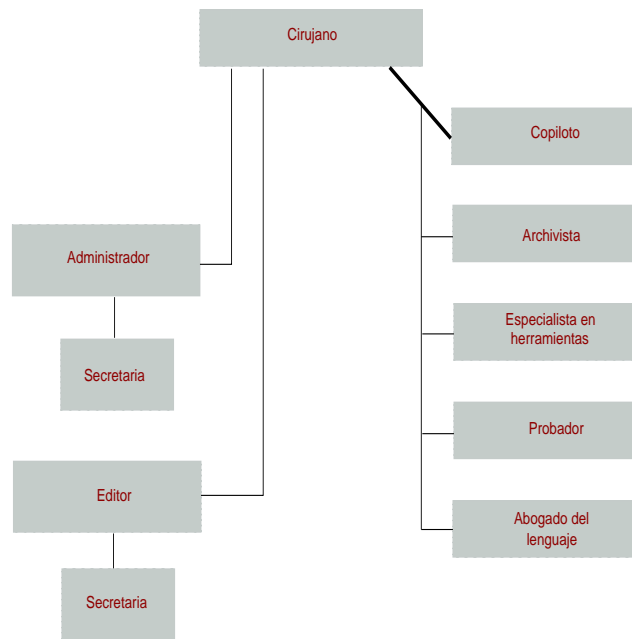 Cirujano
Copiloto
Archivista
Administrador
Especialista en
herramientas
Secretaria
Probador
Editor
Abogado del
lenguaje
Secretaria